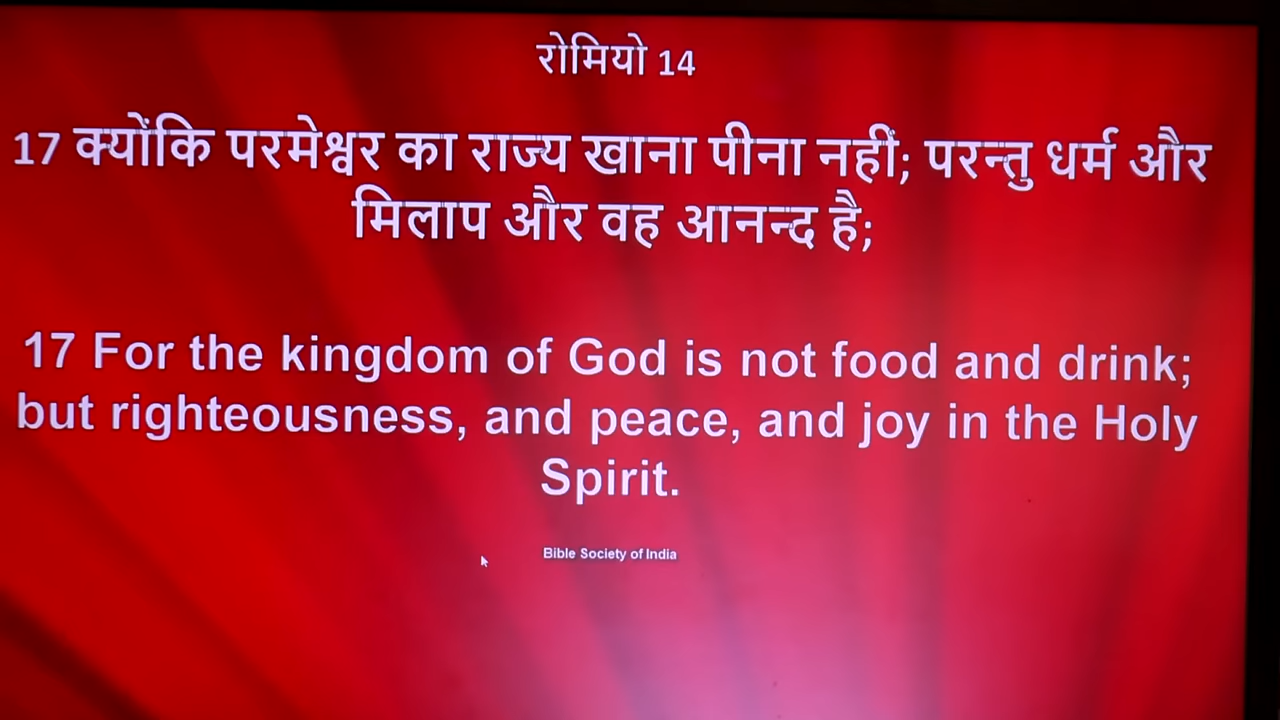 रोमियो 14
17 क्योंकि परमेश्वर का राज्य खाना पीना नहीं; परन्तु धर्म और
मिलाप और वह आनन्द है;
17 For the kingdom of God is not food and drink;
but righteousness, and peace, and joy in the Holy
Spirit.
Bible Society of India